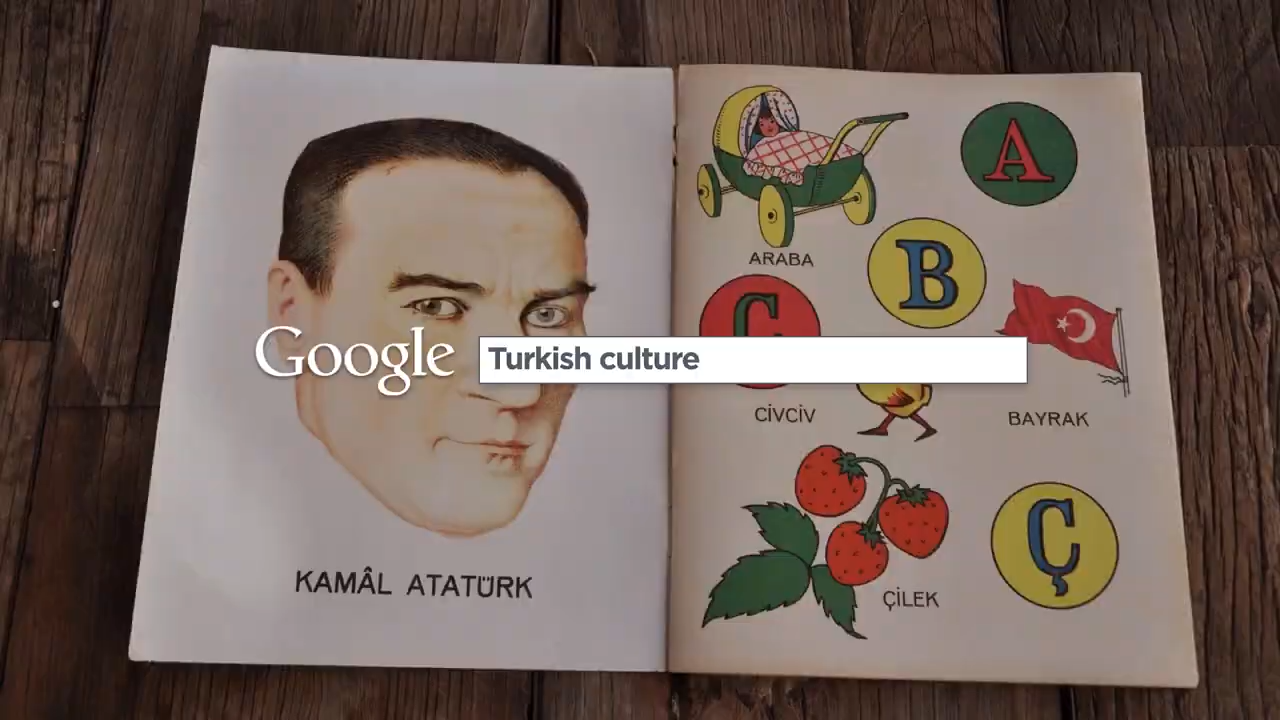 Google
Turkish culture
KAMÂL ATATÜRK
ARABA
A
B
C
CİVCİV
BAYRAK
ÇİLEK
Ç